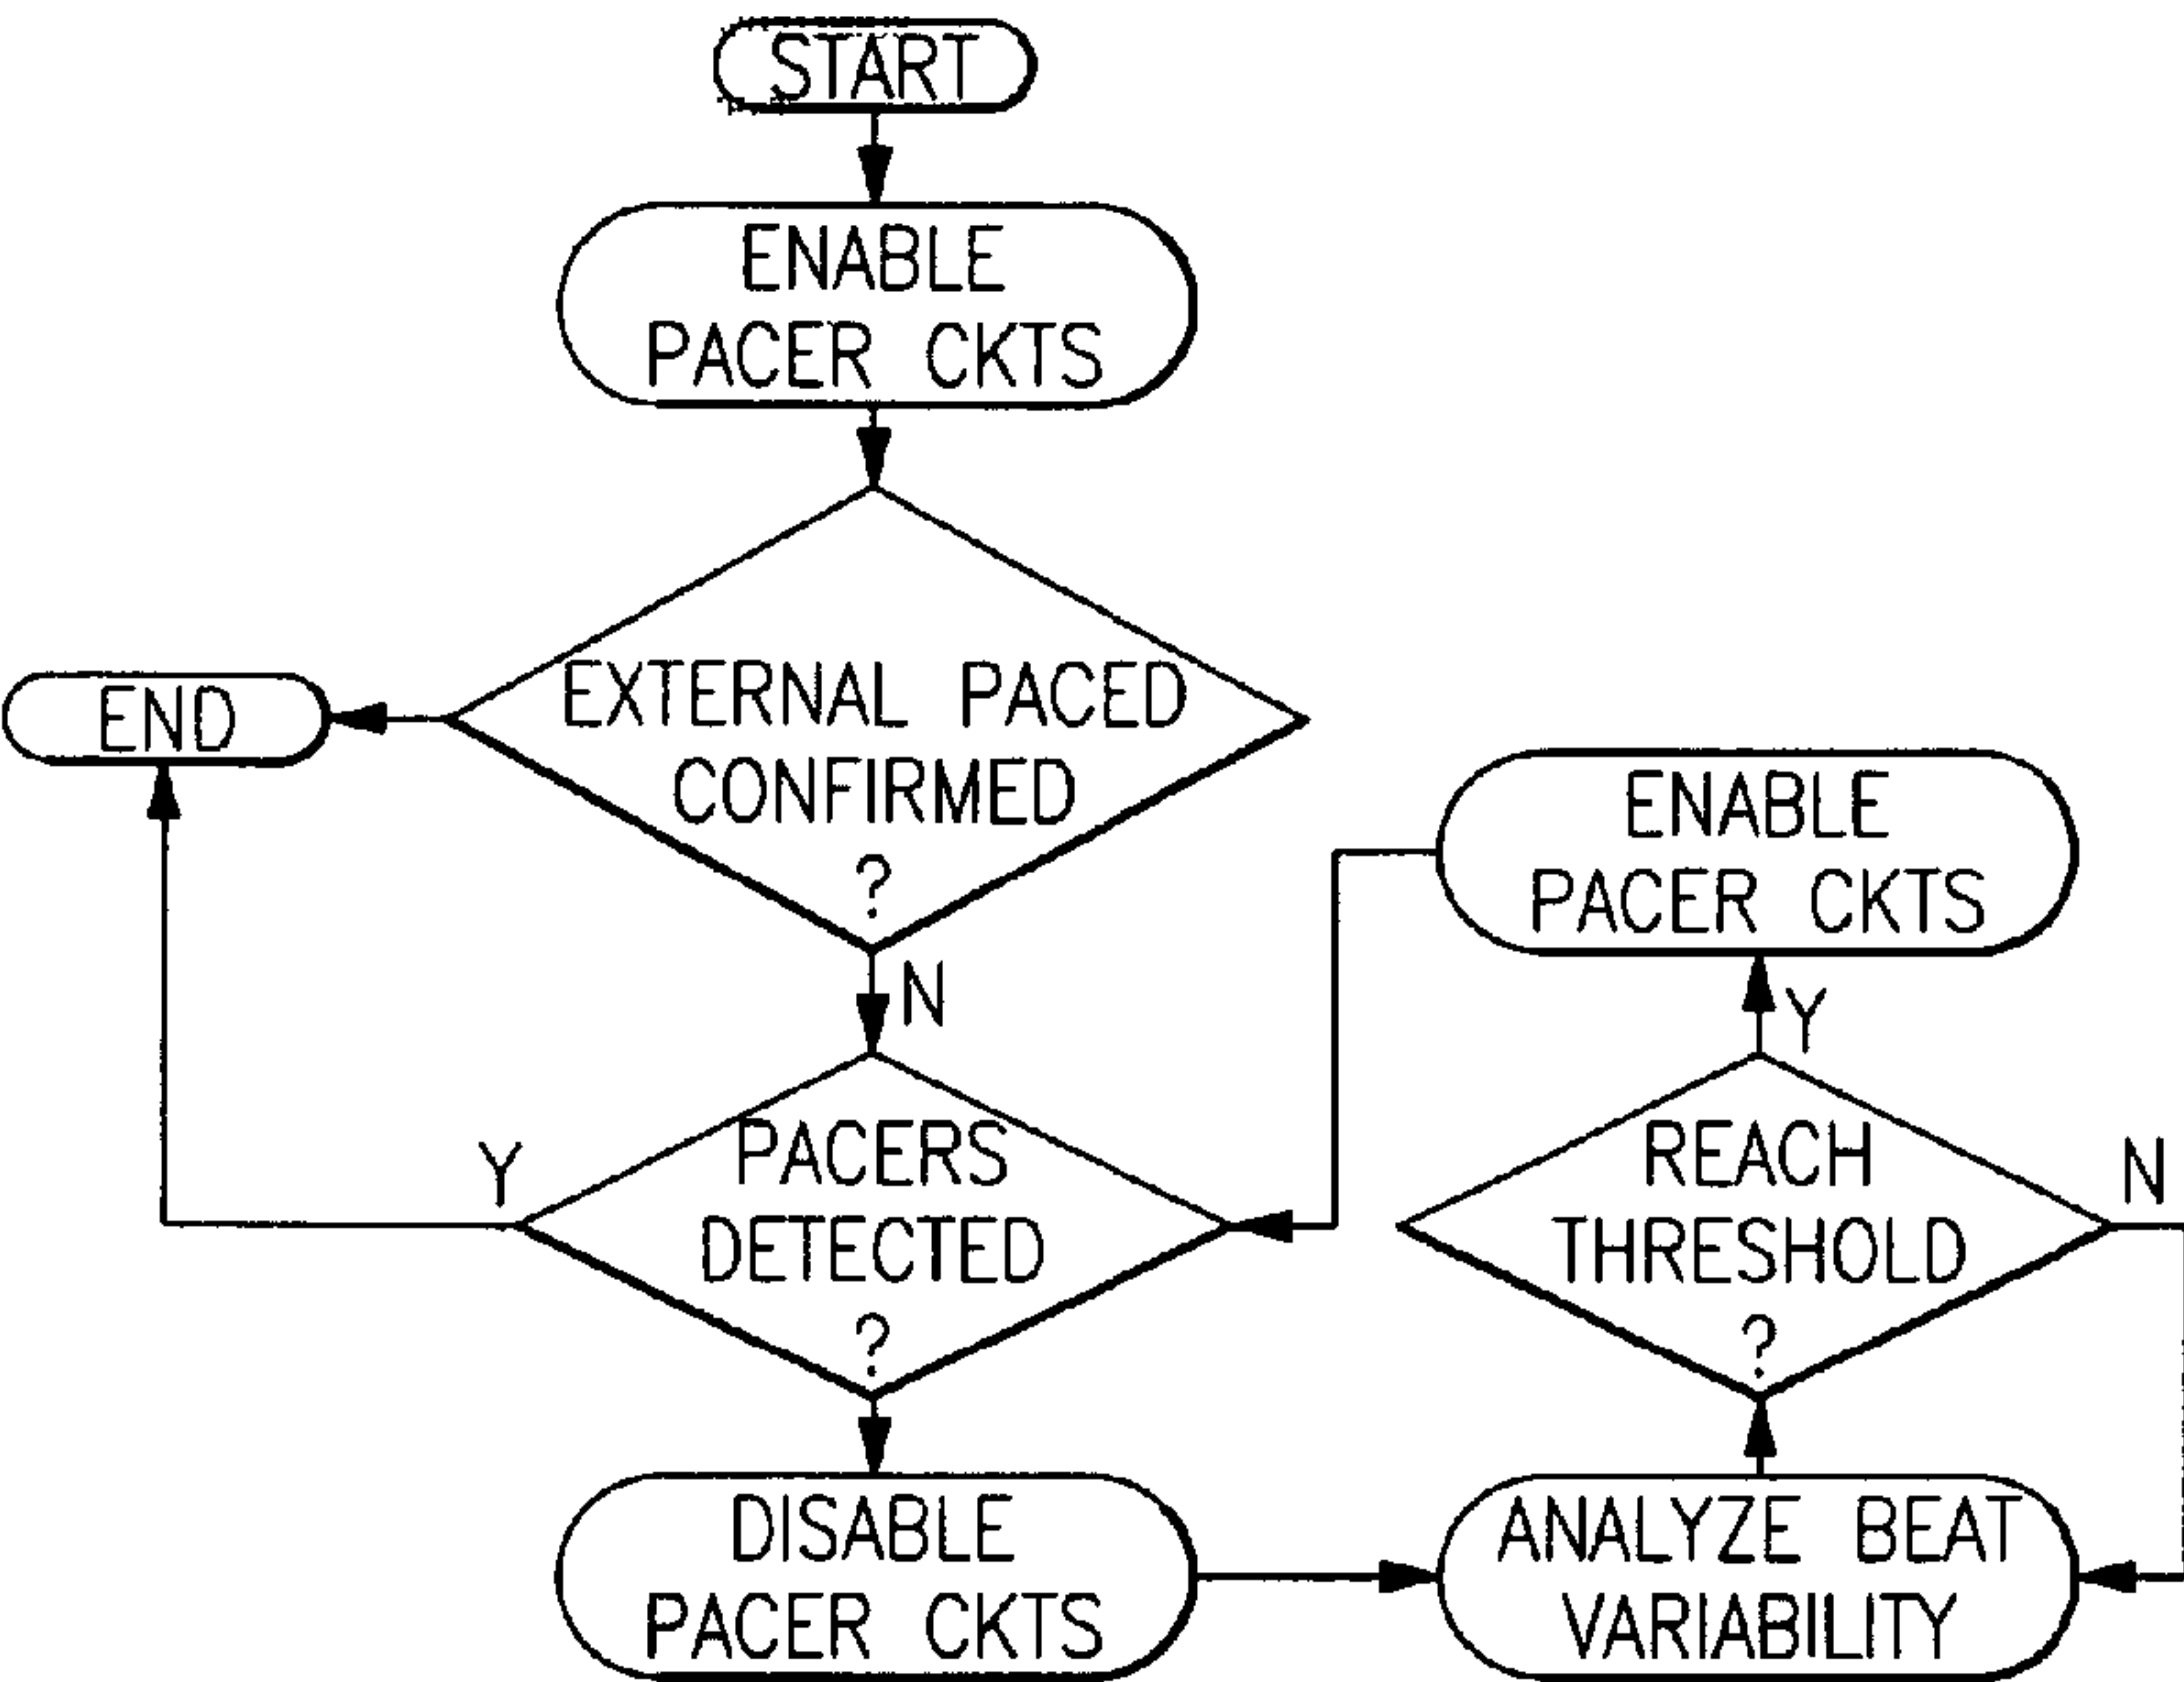 START
ENABLE
PACER CKTS
EXTERNAL PACED
CONFIRMED
?
END
N
PACERS
DETECTED
?
Y
DISABLE
PACER CKTS
ENABLE
PACER CKTS
Y
REACH
THRESHOLD
?
N
ANALYZE BEAT
VARIABILITY